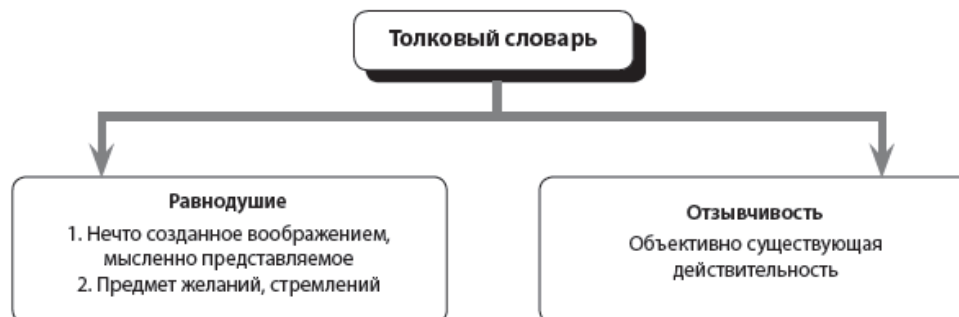 Толковый словарь
Равнодушие
1. Нечто созданное воображением,
мысленно представляемое
2. Предмет желаний, стремлений
Отзывчивость
Объективно существующая
действительность